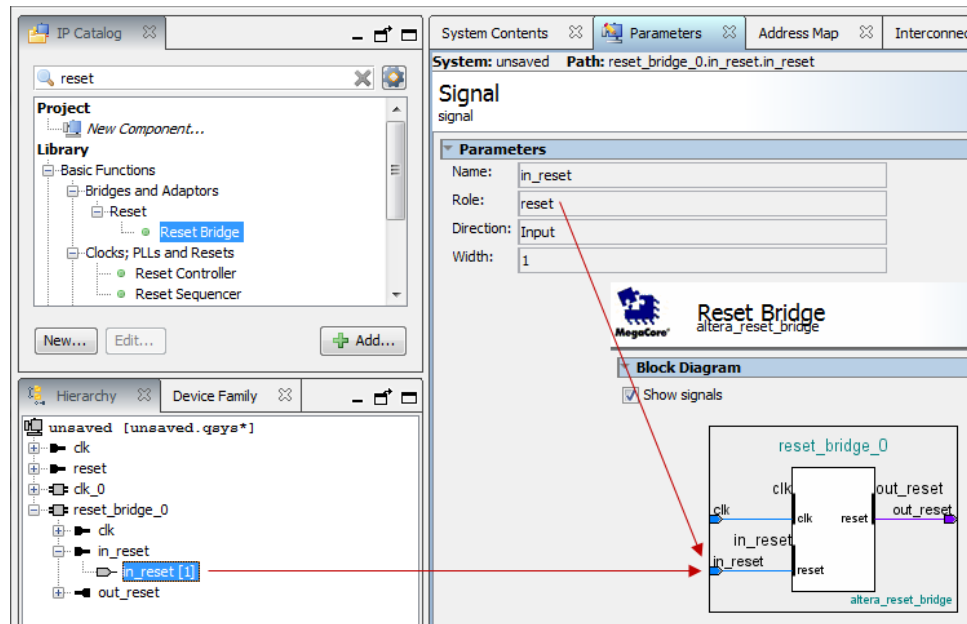 IP Catalog
reset
Project
New Component...
Library
Basic Functions
Bridges and Adaptors
Reset
Reset Bridge
Clocks; PLLs and Resets
Reset Controller
Reset Sequencer
New...
Edit...
Add...
Hierarchy
Device Family
unsaved [unsaved.qsys*]
clk
reset
clk_0
reset_bridge_0
clk
in_reset
in_reset [1]
out_reset
System Contents
Parameters
Address Map
Interconnec
System: unsaved Path: reset_bridge_0.in_reset.in_reset
Signal
signal
Parameters
Name: in_reset
Role: reset
Direction: Input
Width: 1
MegaCore'
Reset Bridge
altera_reset_bridge
Block Diagram
Show signals
reset_bridge_0
clk
out_reset
clk
out_reset
clk
reset
in_reset
in_reset
reset
altera_reset_bridge